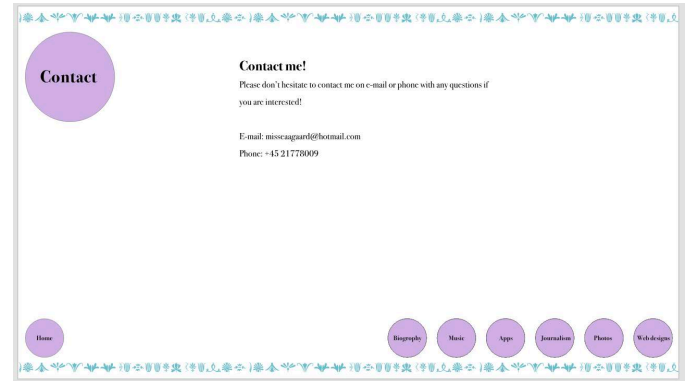 Contact
Contact me!
Please don't hesitate to contact me on e-mail or phone with any questions if
you are interested!
E-mail: misseaagaard@hotmail.com
Phone: +45 21778009
Home
Biography
Music
Apps
Journalism
Photos
Web designs